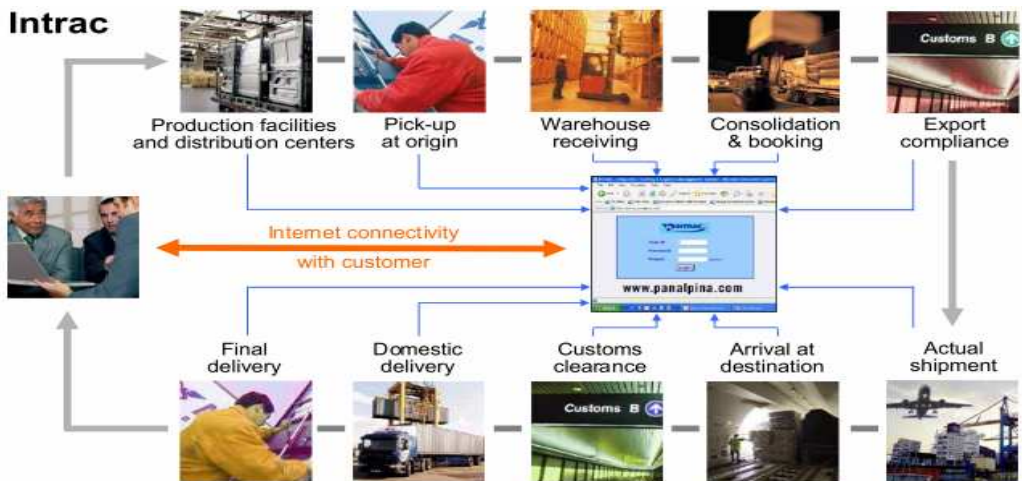 Intrac
Customs B
Production facilities
and distribution centers
Pick-up
at origin
Warehouse
receiving
Consolidation
& booking
Export
compliance
Internet connectivity
with customer
www.panalpina.com
Final
delivery
Domestic
delivery
Customs
clearance
Arrival at
destination
Actual
shipment
Customs B